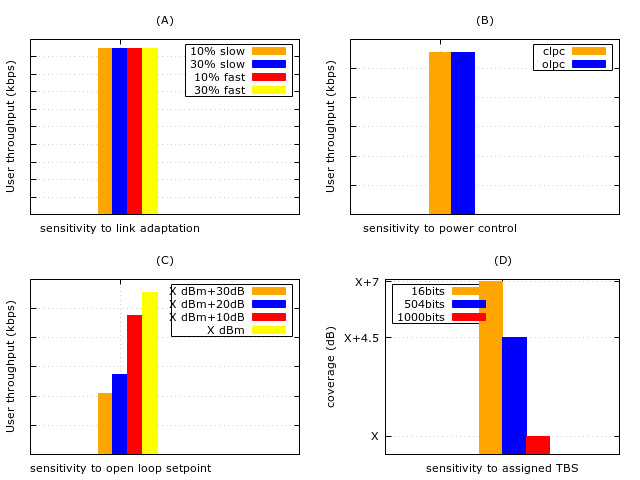 (A)
User throughput (kbps)
10% slow
30% slow
10% fast
30% fast
sensitivity to link adaptation
(B)
User throughput (kbps)
clpc
olpc
sensitivity to power control
(C)
User throughput (kbps)
X dBm+30dB
X dBm+20dB
X dBm+10dB
X dBm
sensitivity to open loop setpoint
(D)
coverage (dB)
X+7
X+4.5
X
16bits
504bits
1000bits
sensitivity to assigned TBS